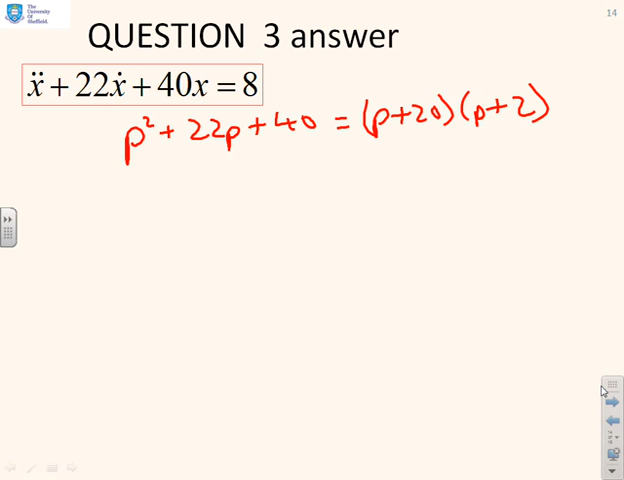 The
University
Of
Sheffield.
14
QUESTION 3 answer
ẍ + 22ẋ + 40x = 8
p² + 22p + 40 = (p+20)(p+2)